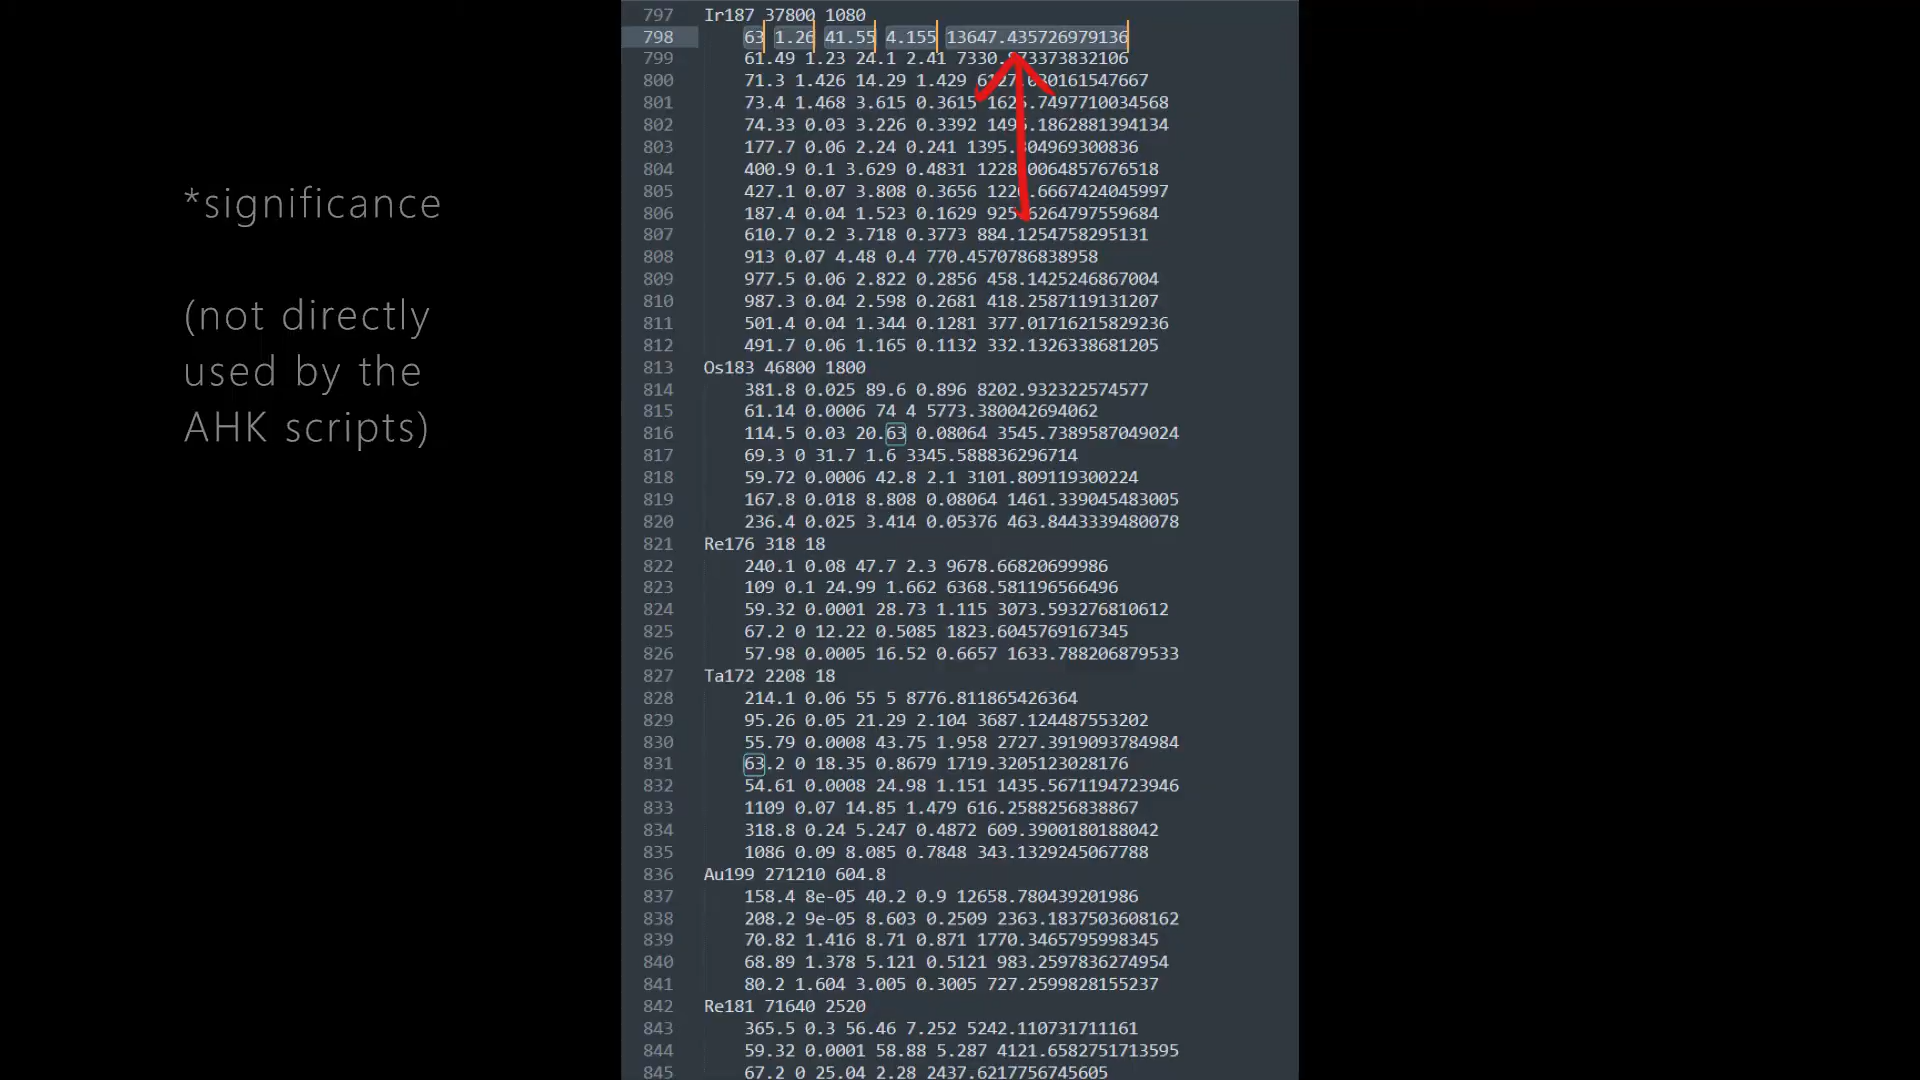 *significance
(not directly
used by the
AHK scripts)
797 Ir187 37800 1080
798 63 1.26 41.55 4.155 13647.435726979136
799 61.49 1.23 24.1 2.41
800 71.3 1.426 14.29 1.429
801 73.4 1.468 3.615 0.3615 1625.7497710034568
802 74.33 0.03 3.226 0.3392 1495.1862881394134
803 177.7 0.06 2.24 0.241
804 400.9 0.1 3.629 0.4831
805 427.1 0.07 3.808 0.3656
806 187.4 0.04 1.523 0.1629 925.6264797559684
807 610.7 0.2 3.718 0.3773 884.1254758295131
808 913 0.07 4.48 0.4 770.4570786838958
809 977.5 0.06 2.822 0.2856 458.1425246867004
810 987.3 0.04 2.598 0.2681 418.2587119131207
811 501.4 0.04 1.344 0.1281 377.01716215829236
812 491.7 0.06 1.165 0.1132 332.1326338681205
813 Os183 46800 1800
814 381.8 0.025 89.6 0.896 8202.932322574577
815 61.14 0.0006 74 4 5773.380042694062
816 114.5 0.03 20.63 0.08064 3545.7389587049024
817 69.3 0 31.7 1.6 3345.588836296714
818 59.72 0.0006 42.8 2.1 3101.809119300224
819 167.8 0.018 8.808 0.08064 1461.339045483005
820 236.4 0.025 3.414 0.05376 463.8443339480078
821 Re176 318 18
822 240.1 0.08 47.7 2.3 9678.66820699986
823 109 0.1 24.99 1.662 6368.581196566496
824 59.32 0.0001 28.73 1.115 3073.593276810612
825 67.2 0 12.22 0.5085 1823.6045769167345
826 57.98 0.0005 16.52 0.6657 1633.788206879533
827 Ta172 2208 18
828 214.1 0.06 55 5 8776.811865426364
829 95.26 0.05 21.29 2.104 3687.124487553202
830 55.79 0.0008 43.75 1.958 2727.3919093784984
831 63.2 0 18.35 0.8679 1719.3205123028176
832 54.61 0.0008 24.98 1.151 1435.5671194723946
833 1109 0.07 14.85 1.479 616.2588256838867
834 318.8 0.24 5.247 0.4872 609.3900180188042
835 1086 0.09 8.085 0.7848 343.1329245067788
836 Au199 271210 604.8
837 158.4 8e-05 40.2 0.9 12658.780439201986
838 208.2 9e-05 8.603 0.2509 2363.1837503608162
839 70.82 1.416 8.71 0.871 1770.3465795998345
840 68.89 1.378 5.121 0.5121 983.2597836274954
841 80.2 1.604 3.005 0.3005 727.2599828155237
842 Re181 71640 2520
843 365.5 0.3 56.46 7.252 5242.110731711161
844 59.32 0.0001 58.88 5.287 4121.6582751713595
845 67.2 0 25.04 2.28 2437.6217756745605